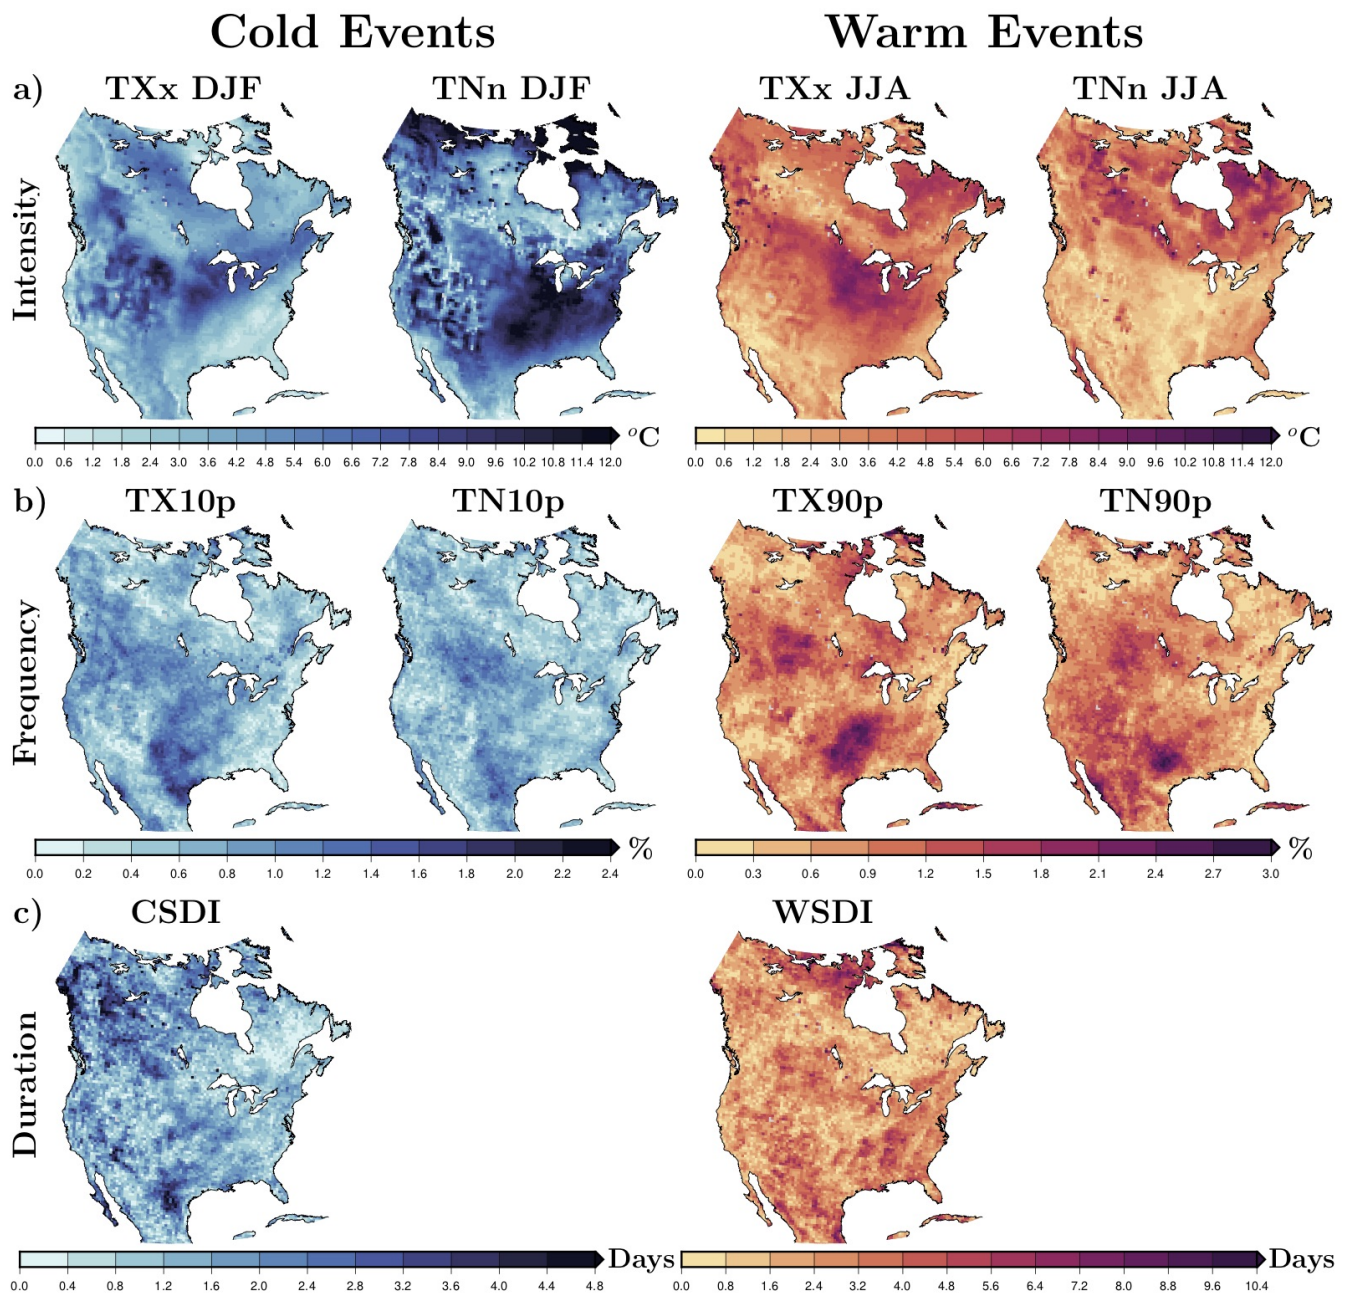 Cold Events
Warm Events
a)
TXx DJF
TNn DJF
TXx JJA
TNn JJA
Intensity
0.0 0.6 1.2 1.8 2.4 3.0 3.6 4.2 4.8 5.4 6.0 6.6 7.2 7.8 8.4 9.0 9.6 10.2 10.8 11.4 12.0
°C
0.0 0.6 1.2 1.8 2.4 3.0 3.6 4.2 4.8 5.4 6.0 6.6 7.2 7.8 8.4 9.0 9.6 10.2 10.8 11.4 12.0
°C
b)
TX10p
TN10p
TX90p
TN90p
Frequency
0.0 0.2 0.4 0.6 0.8 1.0 1.2 1.4 1.6 1.8 2.0 2.2 2.4
%
0.0 0.3 0.6 0.9 1.2 1.5 1.8 2.1 2.4 2.7 3.0
%
c)
CSDI
WSDI
Duration
0.0 0.4 0.8 1.2 1.6 2.0 2.4 2.8 3.2 3.6 4.0 4.4 4.8
Days
0.0 0.8 1.6 2.4 3.2 4.0 4.8 5.6 6.4 7.2 8.0 8.8 9.6 10.4
Days